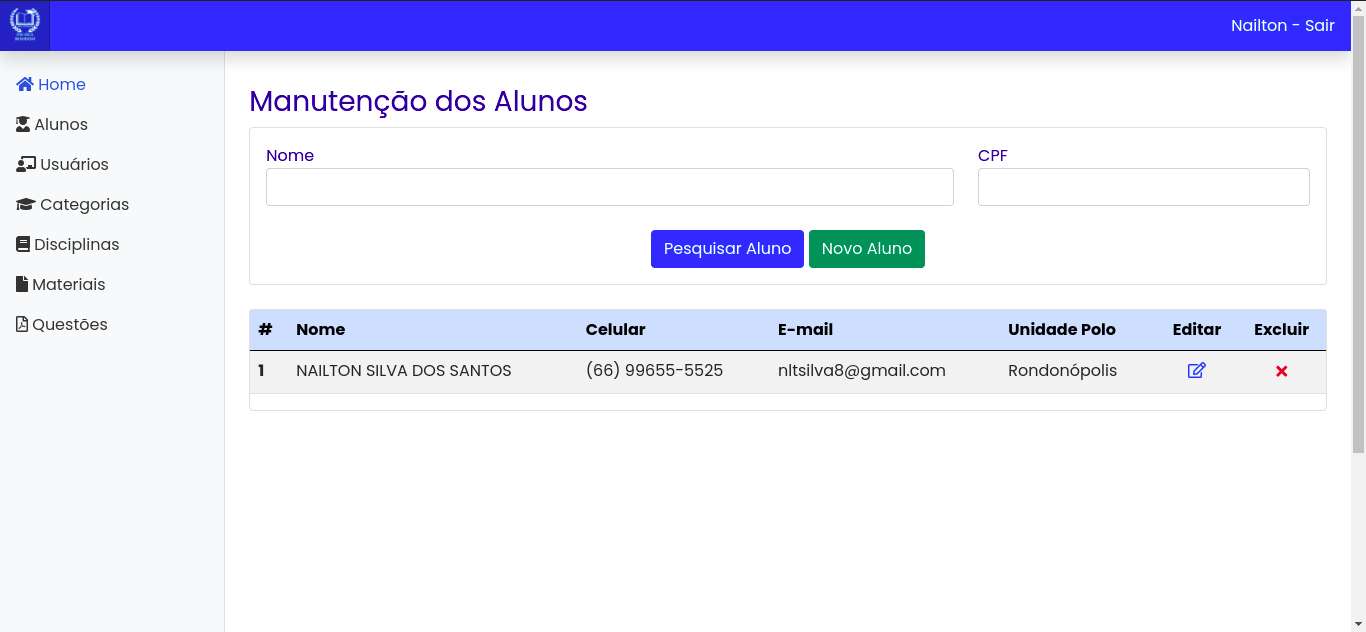 Nailton - Sair
Home
Alunos
Usuários
Categorias
Disciplinas
Materiais
Questões
Manutenção dos Alunos
Nome CPF
Pesquisar Aluno Novo Aluno
# Nome Celular E-mail Unidade Polo Editar Excluir
1 NAILTON SILVA DOS SANTOS (66) 99655-5525 nltsilva8@gmail.com Rondonópolis